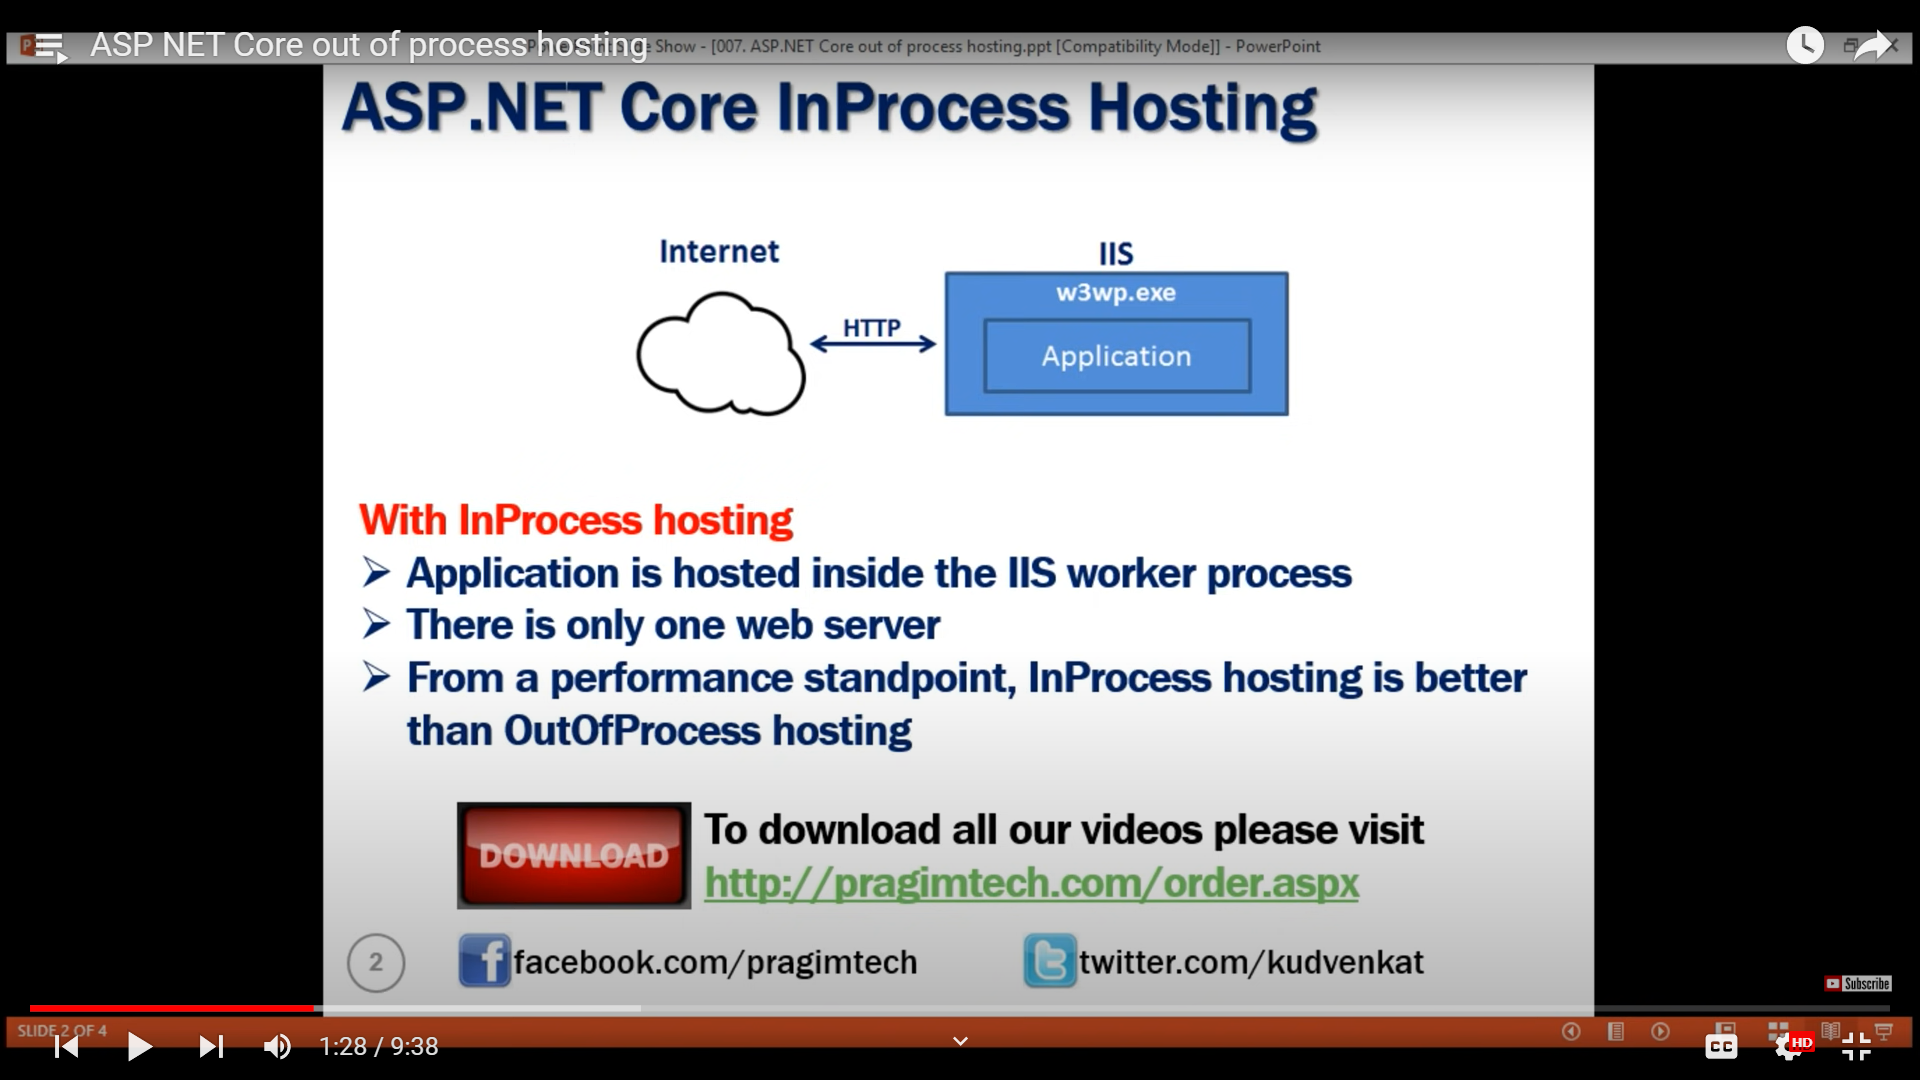 ASP NET Core out of process hosting
Show - [007. ASP.NET Core out of process hosting.ppt [Compatibility Mode]] - PowerPoint
ASP.NET Core InProcess Hosting
Internet
IIS
w3wp.exe
HTTP
Application
With InProcess hosting
➢ Application is hosted inside the IIS worker process
➢ There is only one web server
➢ From a performance standpoint, InProcess hosting is better
than OutOfProcess hosting
DOWNLOAD
To download all our videos please visit
http://pragimtech.com/order.aspx
2
facebook.com/pragimtech
twitter.com/kudvenkat
Subscribe
SLIDE 2 OF 4
1:28 / 9:38
CC
HD